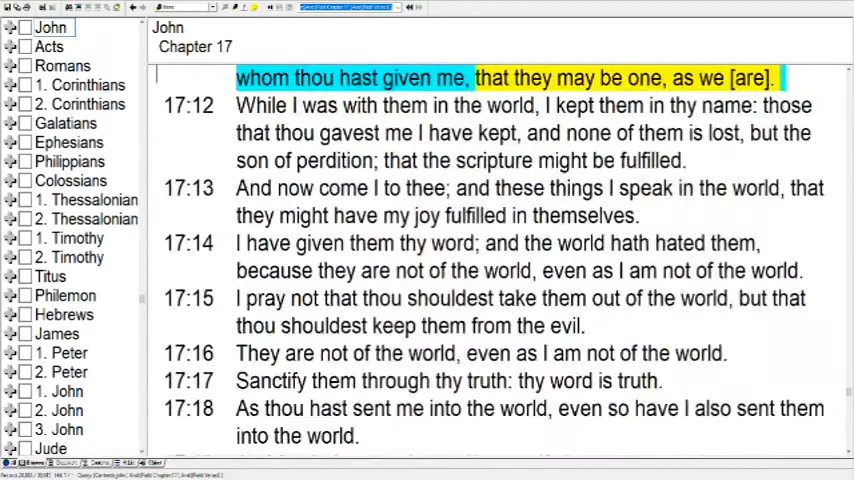 John
Acts
Romans
1. Corinthians
2. Corinthians
Galatians
Ephesians
Philippians
Colossians
1. Thessalonian
2. Thessalonian
1. Timothy
2. Timothy
Titus
Philemon
Hebrews
James
1. Peter
2. Peter
1. John
2. John
3. John
Jude
John
Chapter 17
whom thou hast given me, that they may be one, as we [are].
17:12 While I was with them in the world, I kept them in thy name: those
that thou gavest me I have kept, and none of them is lost, but the
son of perdition; that the scripture might be fulfilled.
17:13 And now come I to thee; and these things I speak in the world, that
they might have my joy fulfilled in themselves.
17:14 I have given them thy word; and the world hath hated them,
because they are not of the world, even as I am not of the world.
17:15 I pray not that thou shouldest take them out of the world, but that
thou shouldest keep them from the evil.
17:16 They are not of the world, even as I am not of the world.
17:17 Sanctify them through thy truth: thy word is truth.
17:18 As thou hast sent me into the world, even so have I also sent them
into the world.